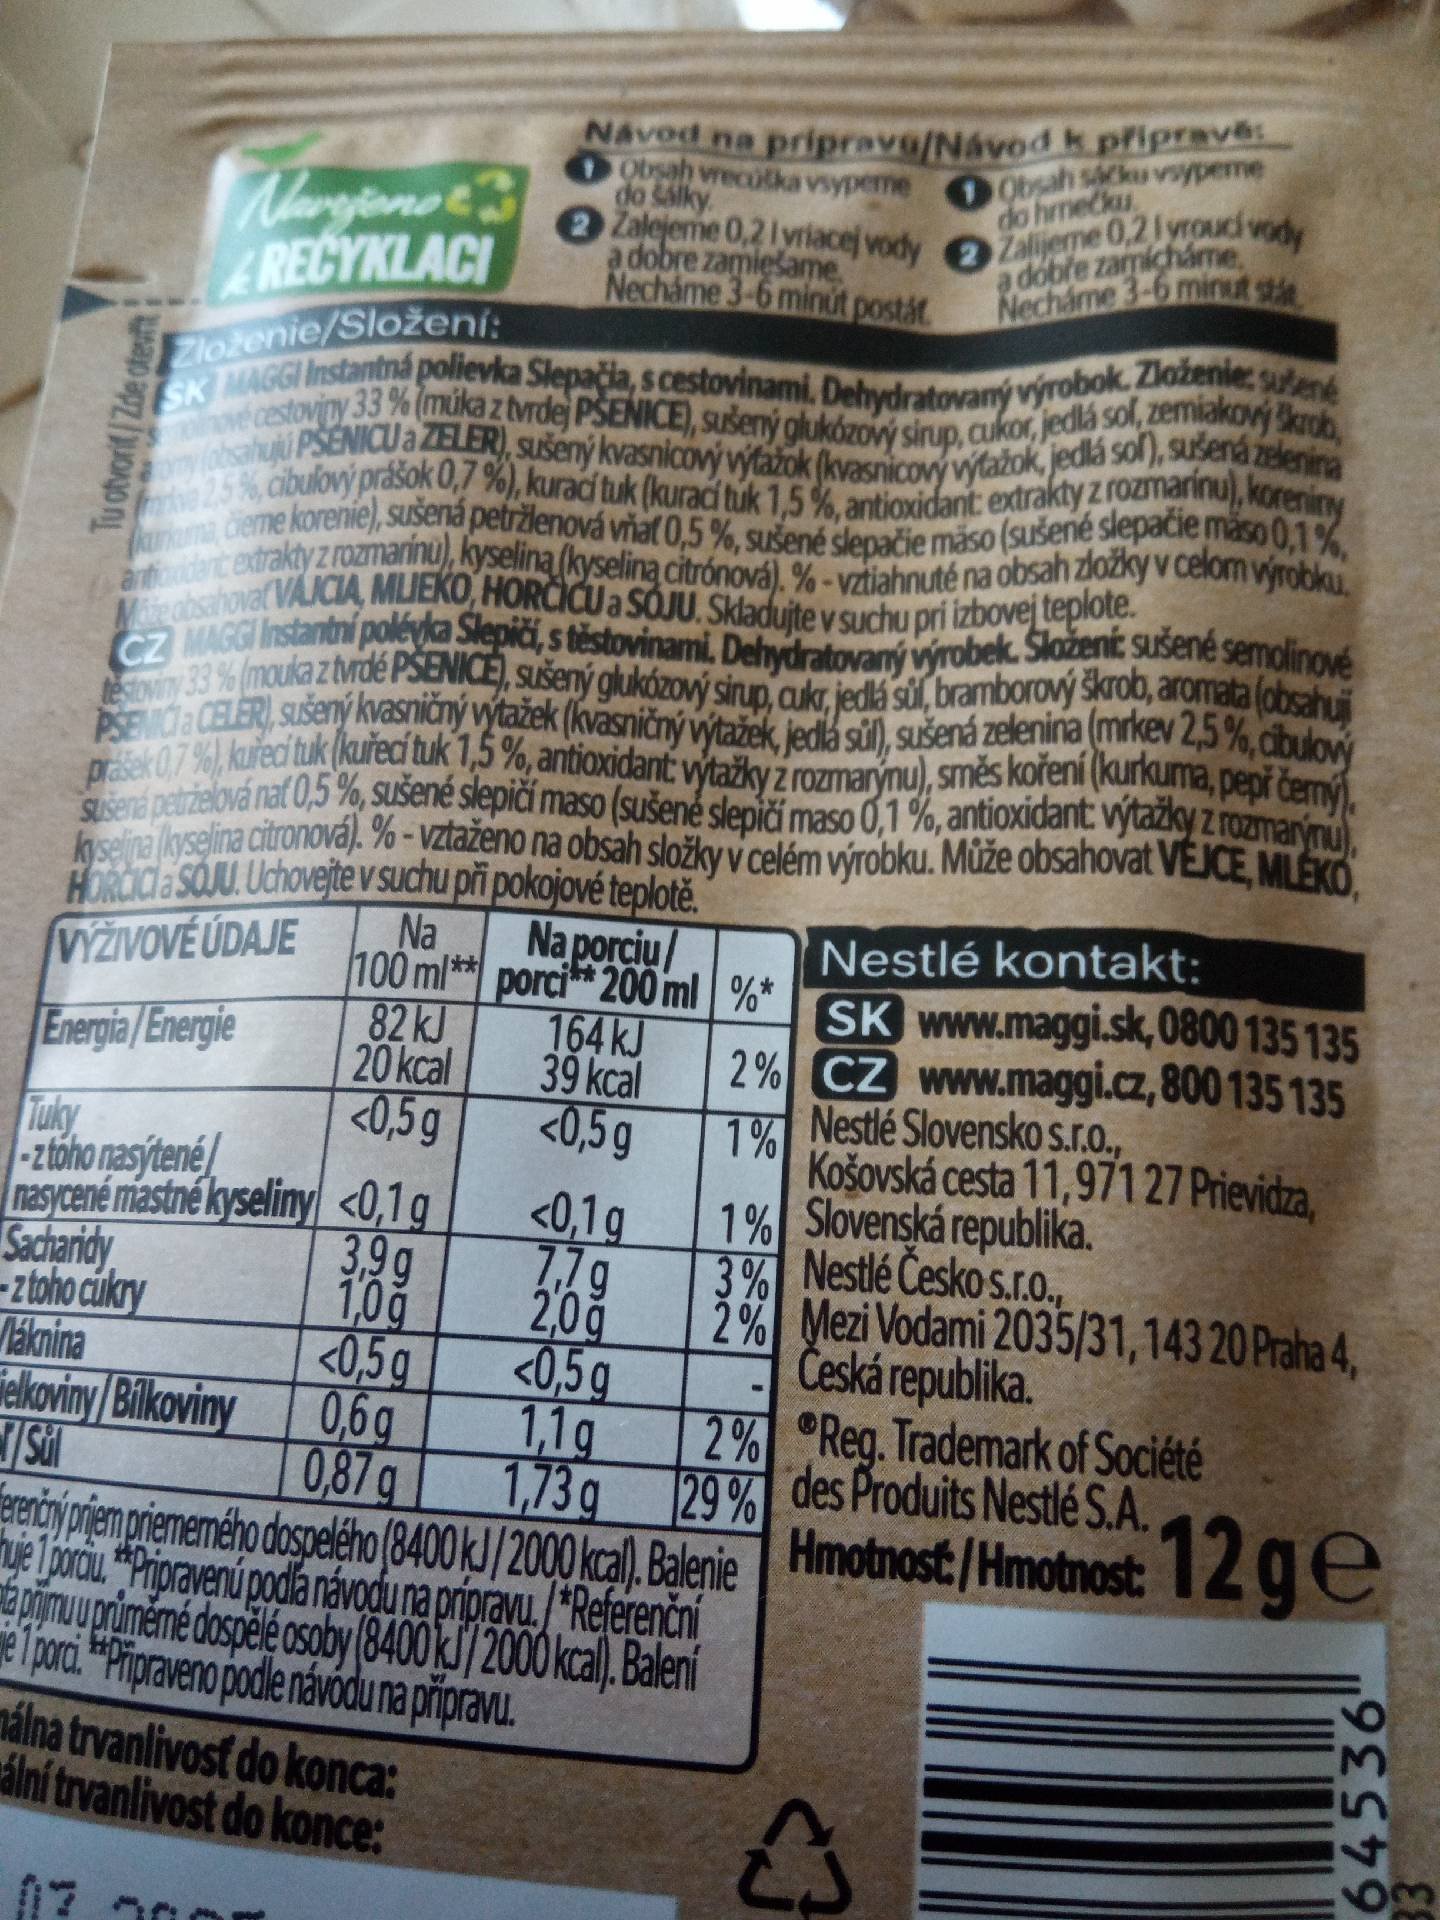 Navrženo
k RECYKLACI
Návod na prípravu/Návod k přípravě:
1 Obsah vrecúška vsypeme
do šálky.
2 Zalejeme 0,2 l vriacej vody
a dobre zamiešame.
Necháme 3-6 minút postáť.
1 Obsah sáčku vsypeme
do hrnečku.
2 Zalijeme 0,2 l vroucí vody
a dobře zamícháme.
Necháme 3-6 minut stát.
Tu otvoriť / Zde otevřít
Zloženie/Složení:
SK MAGGI Instantná polievka Slepačia, s cestovinami. Dehydratovaný výrobok. Zloženie: sušené
semolinové cestoviny 33 % (múka z tvrdej PŠENICE), sušený glukózový sirup, cukor, jedlá soľ, zemiakový škrob,
aromy (obsahujú PŠENICU a ZELER), sušený kvasnicový výťažok (kvasnicový výťažok, jedlá soľ), sušená zelenina
(mrkva 2,5 %, cibuľový prášok 0,7 %), kurací tuk (kurací tuk 1,5 %, antioxidant: extrakty z rozmarínu), koreniny
(kurkuma, čierne korenie), sušená petržlenová vňať 0,5 %, sušené slepačie mäso (sušené slepačie mäso 0,1 %,
antioxidant: extrakty z rozmarínu), kyselina (kyselina citrónová). % - vztiahnuté na obsah zložky v celom výrobku.
Môže obsahovať VAJCIA, MLIEKO, HORČICU a SÓJU. Skladujte v suchu pri izbovej teplote.
CZ MAGGI Instantní polévka Slepičí, s těstovinami. Dehydratovaný výrobek. Složení: sušené semolinové
těstoviny 33 % (mouka z tvrdé PŠENICE), sušený glukózový sirup, cukr, jedlá sůl, bramborový škrob, aromata (obsahují
PŠENICI a CELER), sušený kvasničný výtažek (kvasničný výtažek, jedlá sůl), sušená zelenina (mrkev 2,5 %, cibulový
prášek 0,7 %), kuřecí tuk (kuřecí tuk 1,5 %, antioxidant: výtažky z rozmarýnu), směs koření (kurkuma, pepř černý),
sušená petrželová nať 0,5 %, sušené slepičí maso (sušené slepičí maso 0,1 %, antioxidant: výtažky z rozmarýnu),
kyselina (kyselina citronová). % - vztaženo na obsah složky v celém výrobku. Může obsahovat VEJCE, MLÉKO,
HOŘČICI a SÓJU. Uchovejte v suchu při pokojové teplotě.
VÝŽIVOVÉ ÚDAJE Na 100 ml** Na porciu/ porci** 200 ml %*
Energia/Energie 82 kJ 164 kJ
20 kcal 39 kcal 2%
Tuky <0,5 g <0,5 g 1%
- z toho nasýtené/
nasycené mastné kyseliny <0,1 g <0,1 g 1%
Sacharidy 3,9 g 7,7 g 3%
- z toho cukry 1,0 g 2,0 g 2%
Vláknina <0,5 g <0,5 g -
ielkoviny/Bílkoviny 0,6 g 1,1 g 2%
ľ/Sůl 0,87 g 1,73 g 29%
ferenčný príjem priemerného dospelého (8400 kJ/2000 kcal). Balenie
huje 1 porciu. **Pripravenú podľa návodu na prípravu. / *Referenční
ta příjmu u průměrné dospělé osoby (8400 kJ/2000 kcal). Balení
je 1 porci. **Připraveno podle návodu na přípravu.
málna trvanlivosť do konca:
ální trvanlivost do konce:
Nestlé kontakt:
SK www.maggi.sk, 0800 135 135
CZ www.maggi.cz, 800 135 135
Nestlé Slovensko s.r.o.,
Košovská cesta 11, 971 27 Prievidza,
Slovenská republika.
Nestlé Česko s.r.o.,
Mezi Vodami 2035/31, 143 20 Praha 4,
Česká republika.
®Reg. Trademark of Société
des Produits Nestlé S.A.
Hmotnosť:/Hmotnost: 12 g e
64536
33